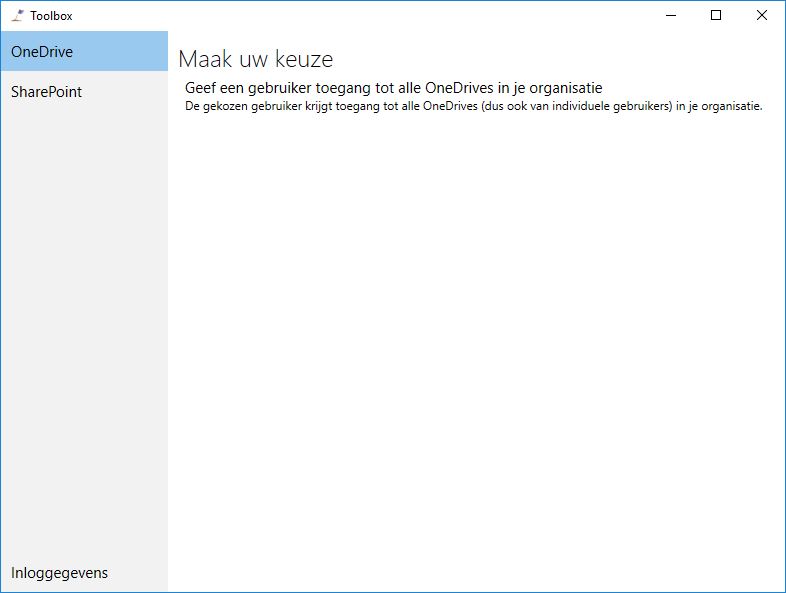 Toolbox
OneDrive
SharePoint
Maak uw keuze
Geef een gebruiker toegang tot alle OneDrives in je organisatie
De gekozen gebruiker krijgt toegang tot alle OneDrives (dus ook van individuele gebruikers) in je organisatie.
Inloggegevens